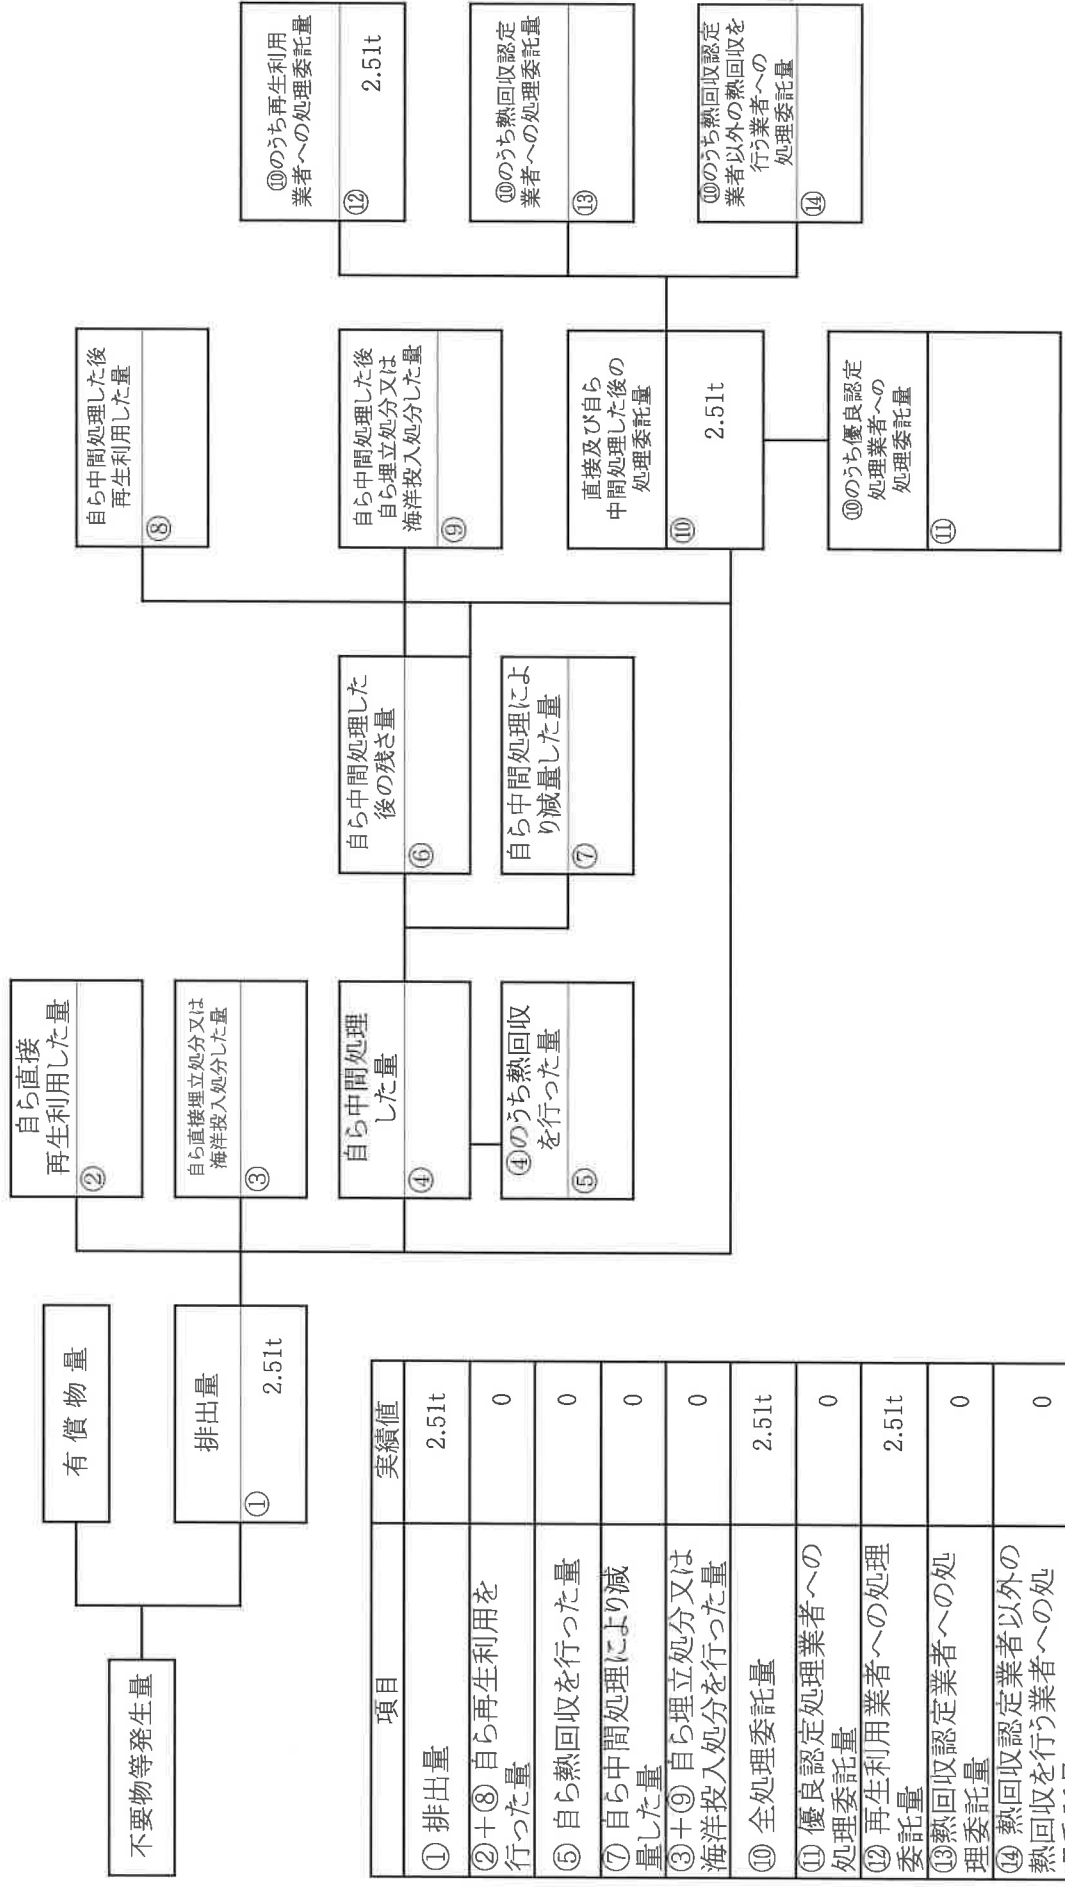 不要物等発生量
有償物量
排出量
①
2.51t
自ら直接
再生利用した量
②
自ら直接埋立処分又は
海洋投入処分した量
③
自ら中間処理
した量
④
④のうち熱回収
を行った量
⑤
自ら中間処理した
後の残さ量
⑥
自ら中間処理によ
り減量した量
⑦
自ら中間処理した後
再生利用した量
⑧
自ら中間処理した後
自ら埋立処分又は
海洋投入処分した量
⑨
直接及び自ら
中間処理した後の
処理委託量
⑩
2.51t
⑩のうち優良認定
処理業者への
処理委託量
⑪
⑩のうち再生利用
業者への処理委託量
⑫
2.51t
⑩のうち熱回収認定
業者への処理委託量
⑬
⑩のうち熱回収認定
業者以外の熱回収を
行う業者への
処理委託量
⑭
項目 実績値
① 排出量 2.51t
②+⑧ 自ら再生利用を
行った量 0
⑤ 自ら熱回収を行った量 0
⑦ 自ら中間処理により減
量した量 0
③+⑨ 自ら埋立処分又は
海洋投入処分を行った量 0
⑩ 全処理委託量 2.51t
⑪ 優良認定処理業者への
処理委託量 0
⑫ 再生利用業者への処理
委託量 2.51t
⑬熱回収認定業者への処
理委託量 0
⑭ 熱回収認定業者以外の
熱回収を行う業者への処 0